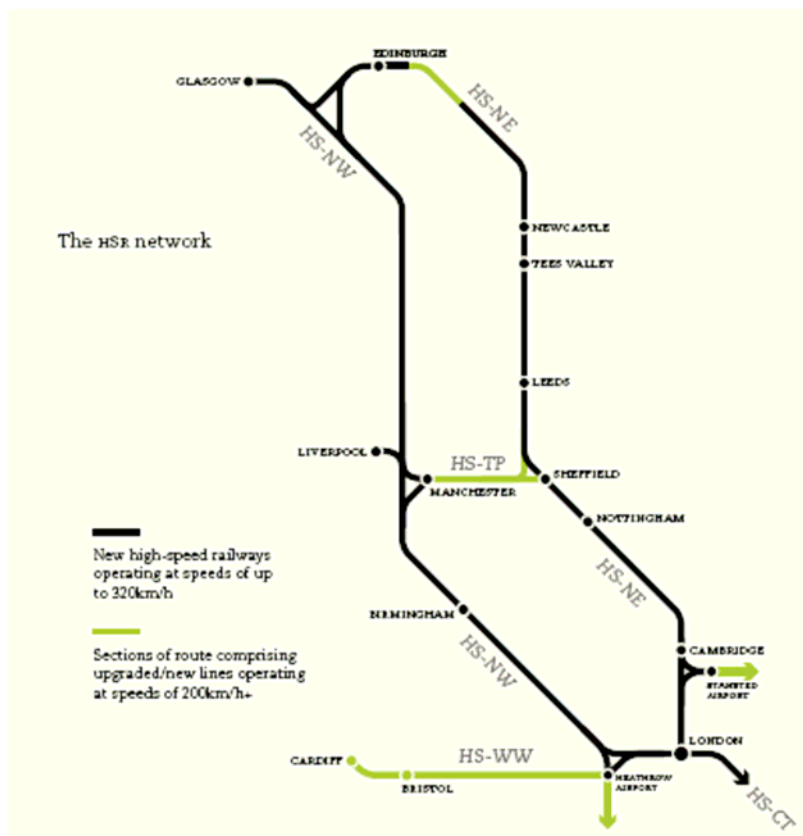 EDINBURGH
GLASGOW
HS-NE
HS-NW
The HSR network
NEWCASTLE
TEES VALLEY
LEEDS
LIVERPOOL
HS-TP
SHEFFIELD
MANCHESTER
NOTTINGHAM
New high-speed railways
operating at speeds of up
to 320km/h
HS-NE
BIRMINGHAM
HS-NW
Sections of route comprising
upgraded/new lines operating
at speeds of 200km/h+
CAMBRIDGE
STANSTED
AIRPORT
LONDON
CARDIFF
HS-WW
HEATHROW
AIRPORT
BRISTOL
HS-CT